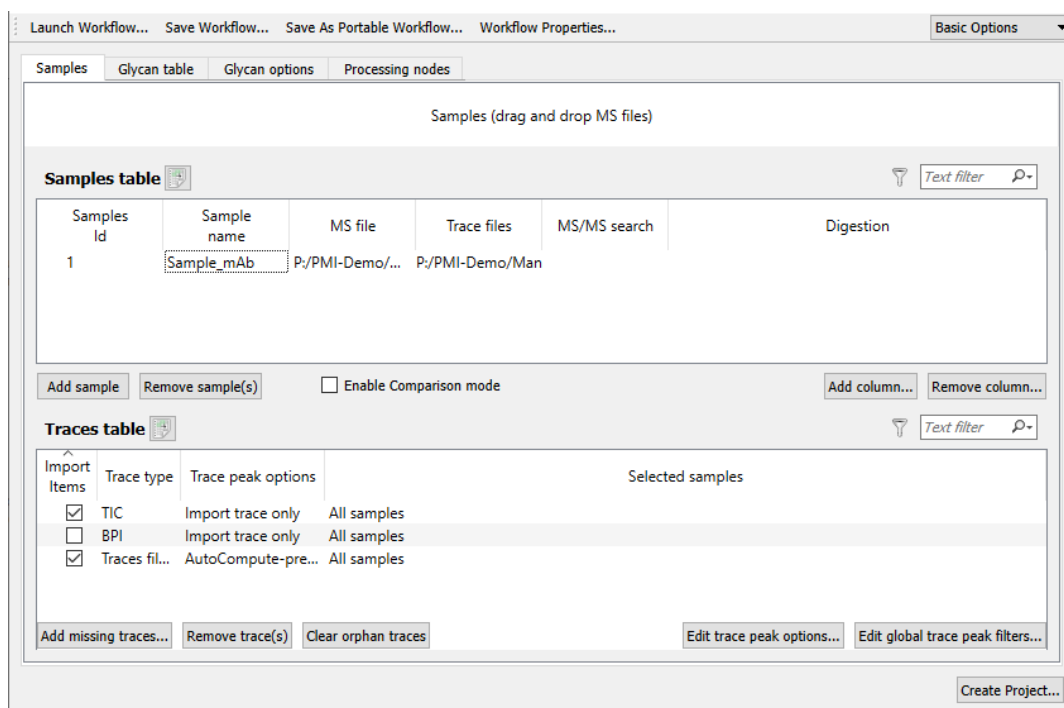 Launch Workflow... Save Workflow... Save As Portable Workflow... Workflow Properties... Basic Options
Samples Glycan table Glycan options Processing nodes
Samples (drag and drop MS files)
Samples table Text filter
Samples Id Sample name MS file Trace files MS/MS search Digestion
1 Sample_mAb P:/PMI-Demo/... P:/PMI-Demo/Man
Add sample Remove sample(s) Enable Comparison mode Add column... Remove column...
Traces table Text filter
Import Items Trace type Trace peak options Selected samples
TIC Import trace only All samples
BPI Import trace only All samples
Traces fil... AutoCompute-pre... All samples
Add missing traces... Remove trace(s) Clear orphan traces Edit trace peak options... Edit global trace peak filters...
Create Project...